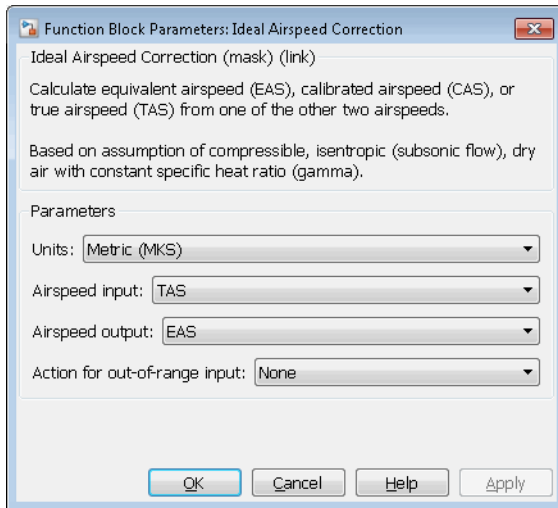 Function Block Parameters: Ideal Airspeed Correction
Ideal Airspeed Correction (mask) (link)
Calculate equivalent airspeed (EAS), calibrated airspeed (CAS), or
true airspeed (TAS) from one of the other two airspeeds.
Based on assumption of compressible, isentropic (subsonic flow), dry
air with constant specific heat ratio (gamma).
Parameters
Units: Metric (MKS)
Airspeed input: TAS
Airspeed output: EAS
Action for out-of-range input: None
OK Cancel Help Apply